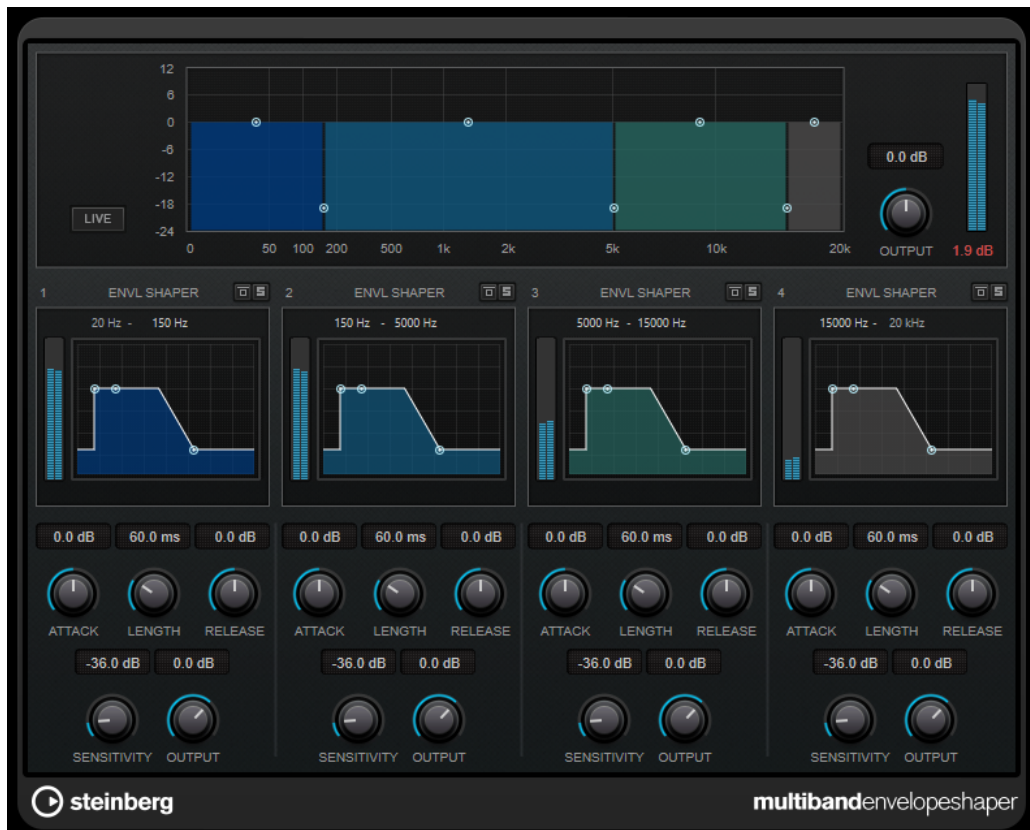 12
6
0
-6
-12
-18
-24
LIVE
0 50 100 200 500 1k 2k 5k 10k 20k
0.0 dB
OUTPUT
1.9 dB
1 ENVL SHAPER S 2 ENVL SHAPER S 3 ENVL SHAPER S 4 ENVL SHAPER S
20 Hz - 150 Hz 150 Hz - 5000 Hz 5000 Hz - 15000 Hz 15000 Hz - 20 kHz
0.0 dB 60.0 ms 0.0 dB 0.0 dB 60.0 ms 0.0 dB 0.0 dB 60.0 ms 0.0 dB 0.0 dB 60.0 ms 0.0 dB
ATTACK LENGTH RELEASE ATTACK LENGTH RELEASE ATTACK LENGTH RELEASE ATTACK LENGTH RELEASE
-36.0 dB 0.0 dB -36.0 dB 0.0 dB -36.0 dB 0.0 dB -36.0 dB 0.0 dB
SENSITIVITY OUTPUT SENSITIVITY OUTPUT SENSITIVITY OUTPUT SENSITIVITY OUTPUT
steinberg multibandenvelopeshaper